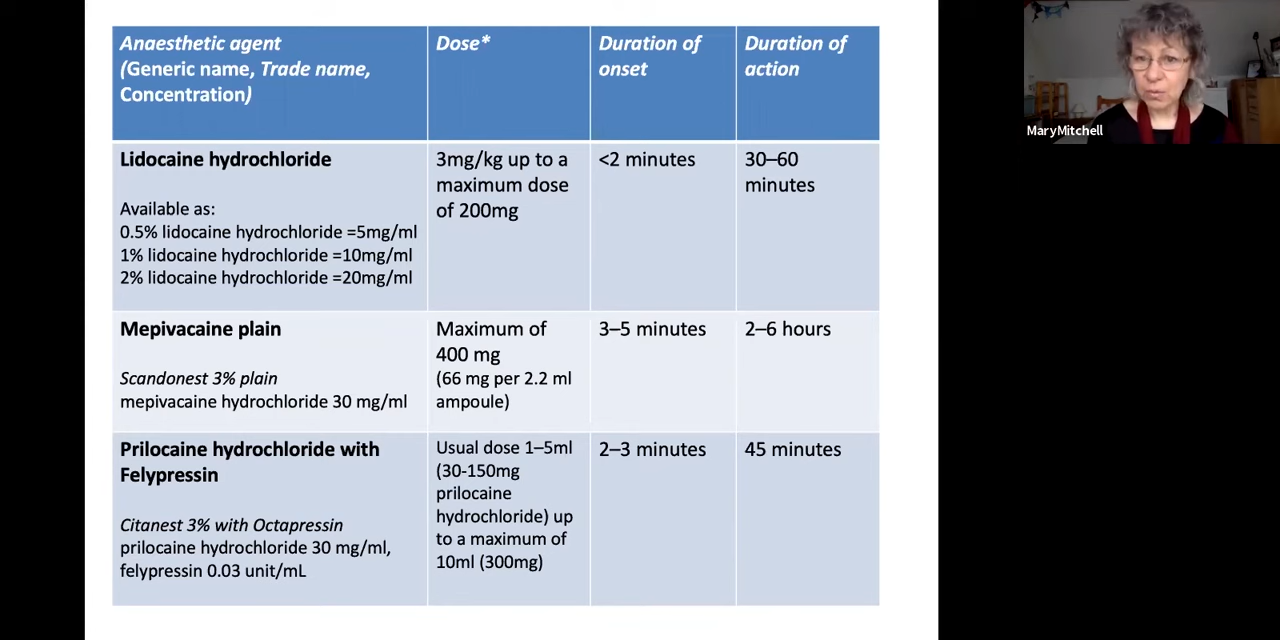 Anaesthetic agent
(Generic name, Trade name,
Concentration)
Dose*
Duration of
onset
Duration of
action
Lidocaine hydrochloride
Available as:
0.5% lidocaine hydrochloride =5mg/ml
1% lidocaine hydrochloride =10mg/ml
2% lidocaine hydrochloride =20mg/ml
3mg/kg up to a
maximum dose
of 200mg
<2 minutes
30–60
minutes
Mepivacaine plain
Scandonest 3% plain
mepivacaine hydrochloride 30 mg/ml
Maximum of
400 mg
(66 mg per 2.2 ml
ampoule)
3–5 minutes
2–6 hours
Prilocaine hydrochloride with
Felypressin
Citanest 3% with Octapressin
prilocaine hydrochloride 30 mg/ml,
felypressin 0.03 unit/mL
Usual dose 1–5ml
(30-150mg
prilocaine
hydrochloride) up
to a maximum of
10ml (300mg)
2–3 minutes
45 minutes
MaryMitchell